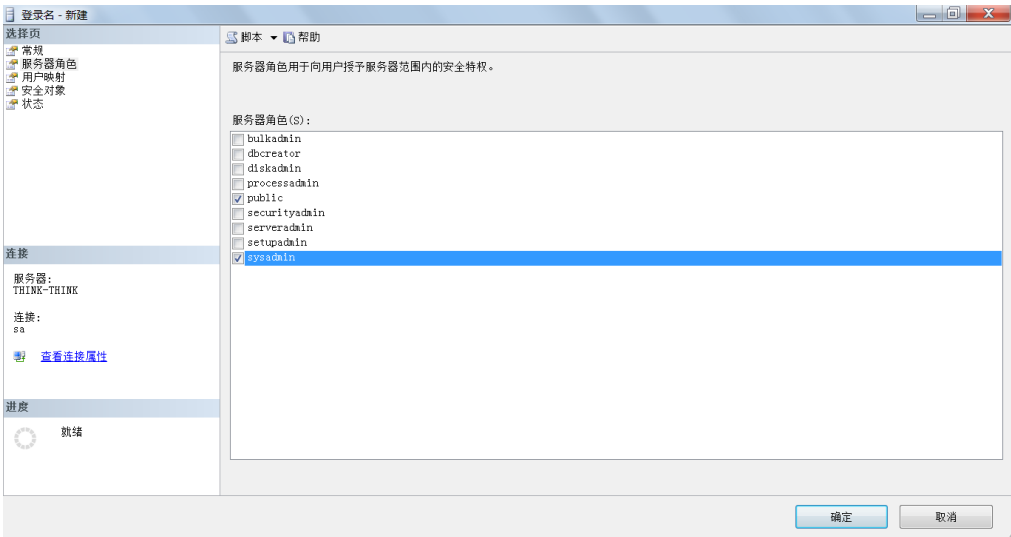 登录名 - 新建
选择页
常规
服务器角色
用户映射
安全对象
状态
连接
服务器:
THINK-THINK
连接:
sa
查看连接属性
进度
就绪
脚本 帮助
服务器角色用于向用户授予服务器范围内的安全特权。
服务器角色(S):
bulkadmin
dbcreator
diskadmin
processadmin
public
securityadmin
serveradmin
setupadmin
sysadmin
确定 取消